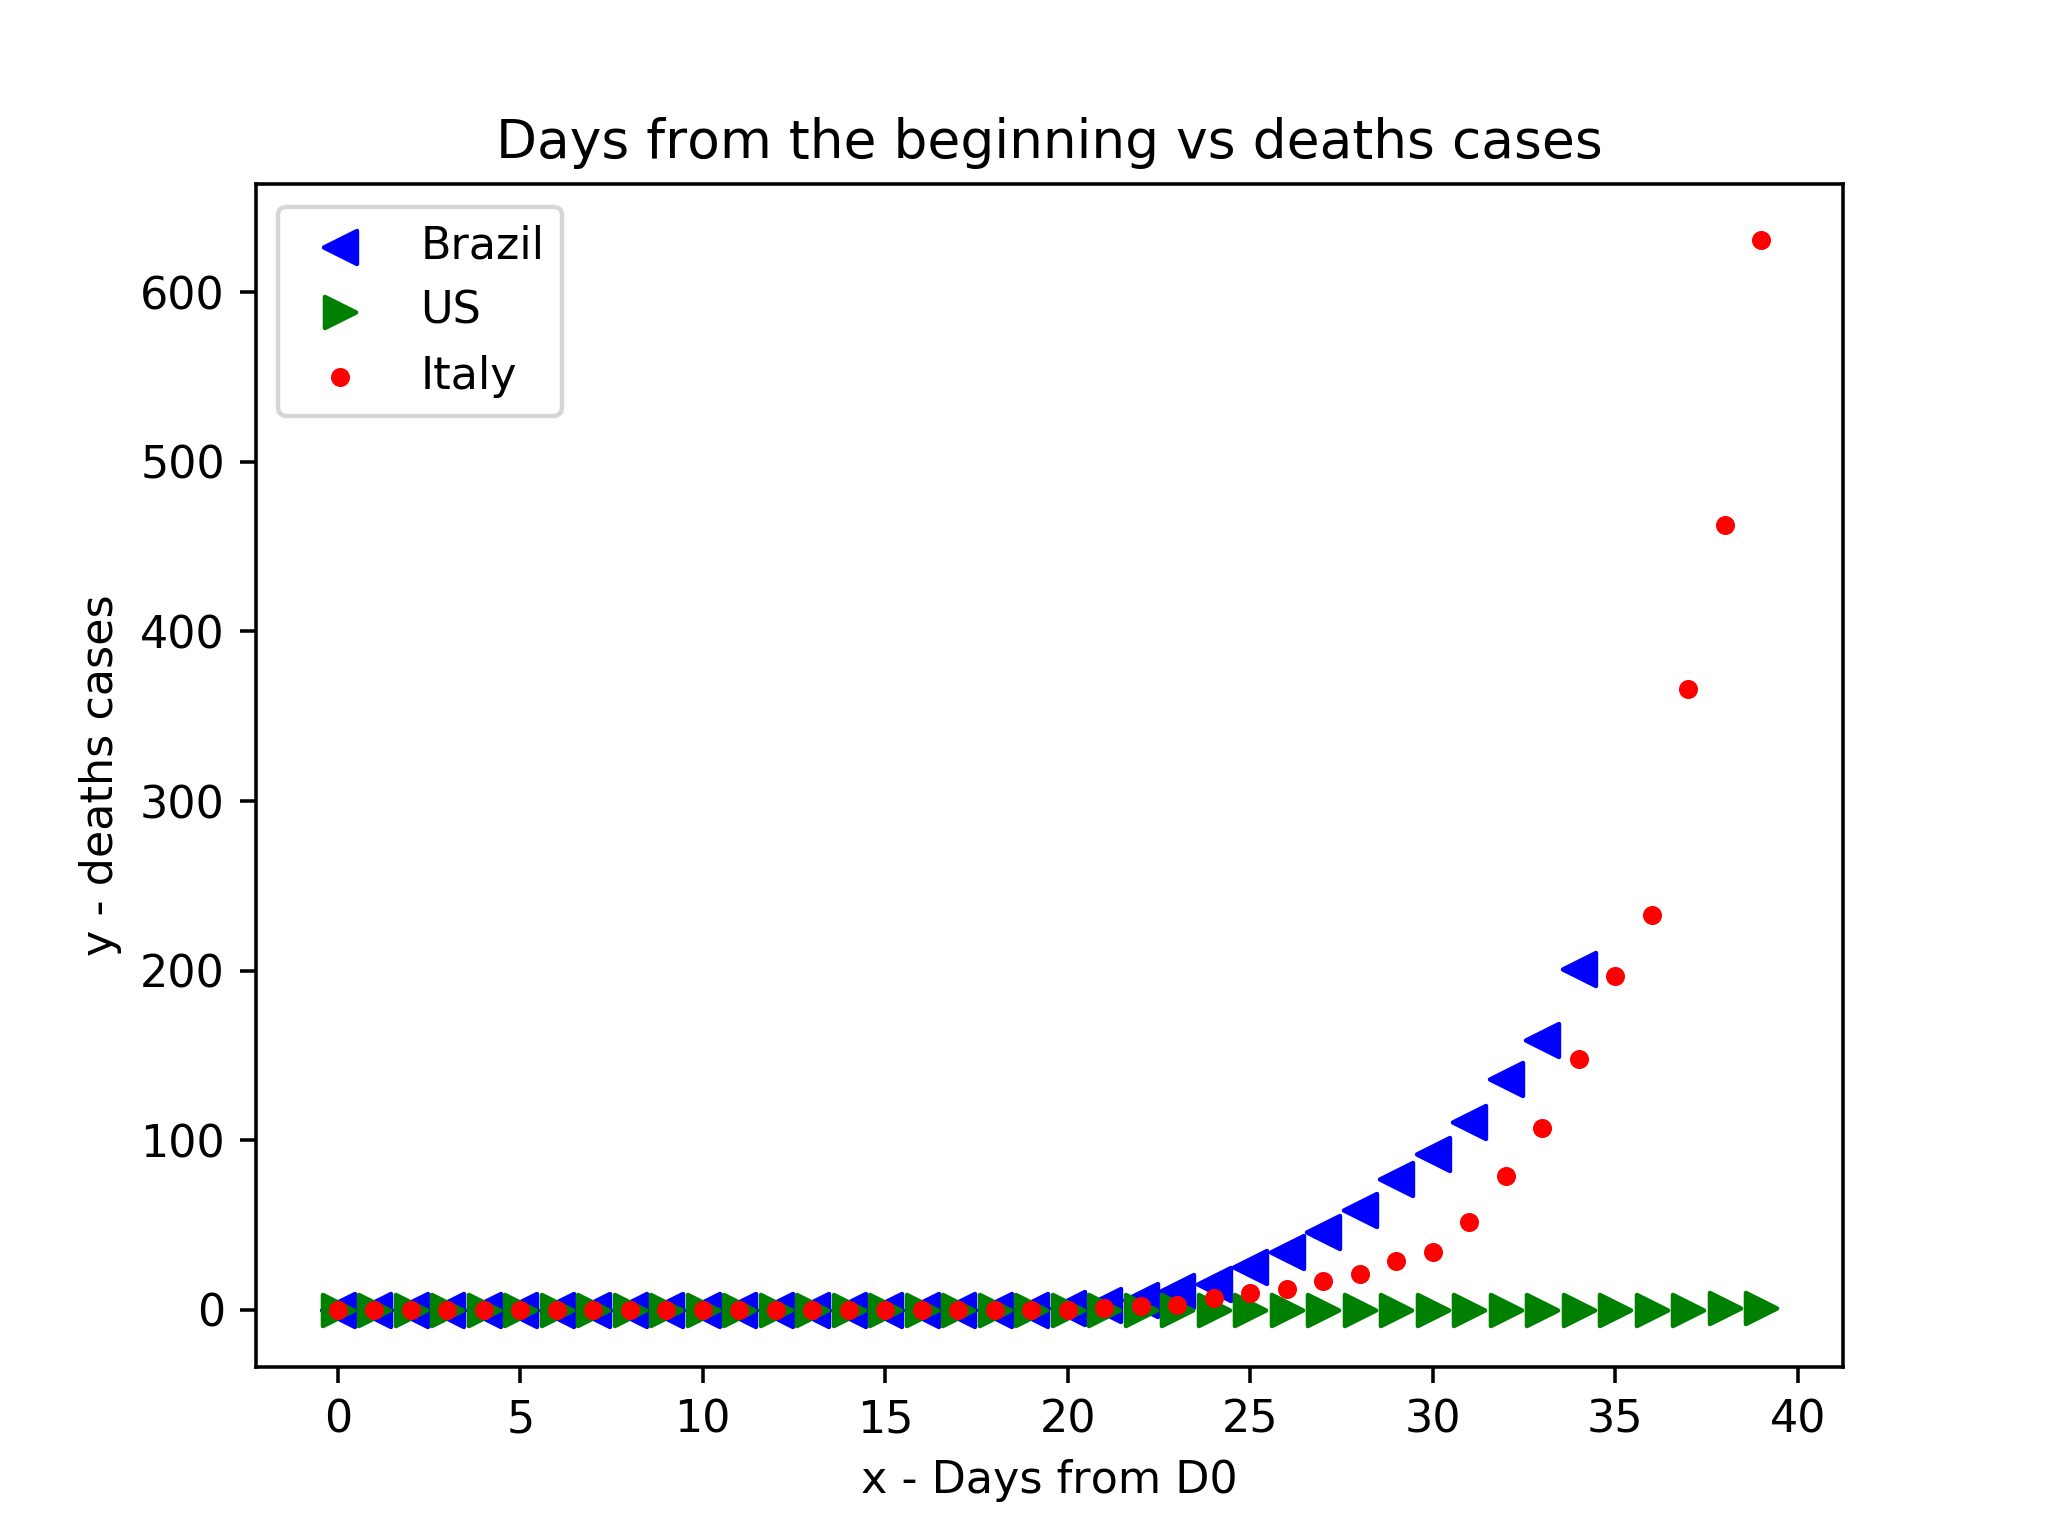 Days from the beginning vs deaths cases
Brazil
US
Italy
600
500
400
300
200
100
0
y - deaths cases
0 5 10 15 20 25 30 35 40
x - Days from D0